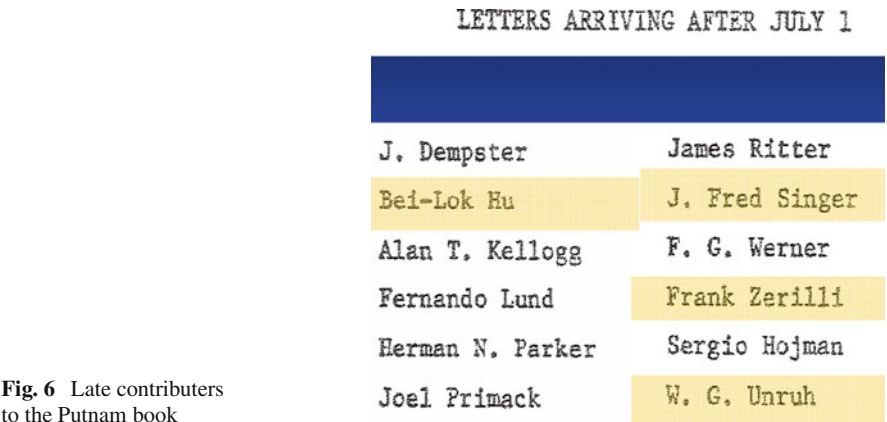 LETTERS ARRIVING AFTER JULY 1
J. Dempster
Bei-Lok Hu
Alan T. Kellogg
Fernando Lund
Herman N. Parker
Joel Primack
James Ritter
J. Fred Singer
F. G. Werner
Frank Zerilli
Sergio Hojman
W. G. Unruh
Fig. 6 Late contributers
to the Putnam book